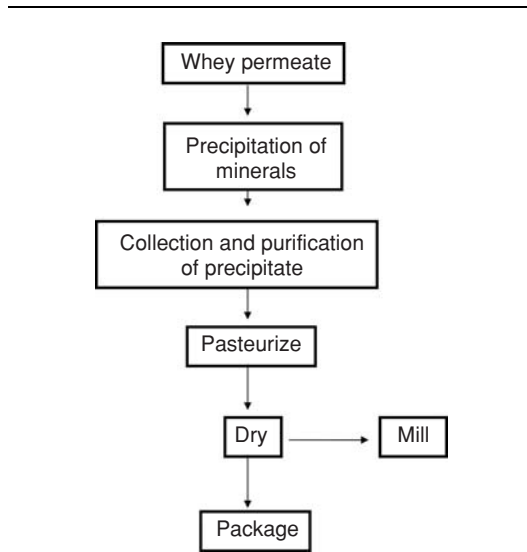 Whey permeate
Precipitation of
minerals
Collection and purification
of precipitate
Pasteurize
Dry
Mill
Package